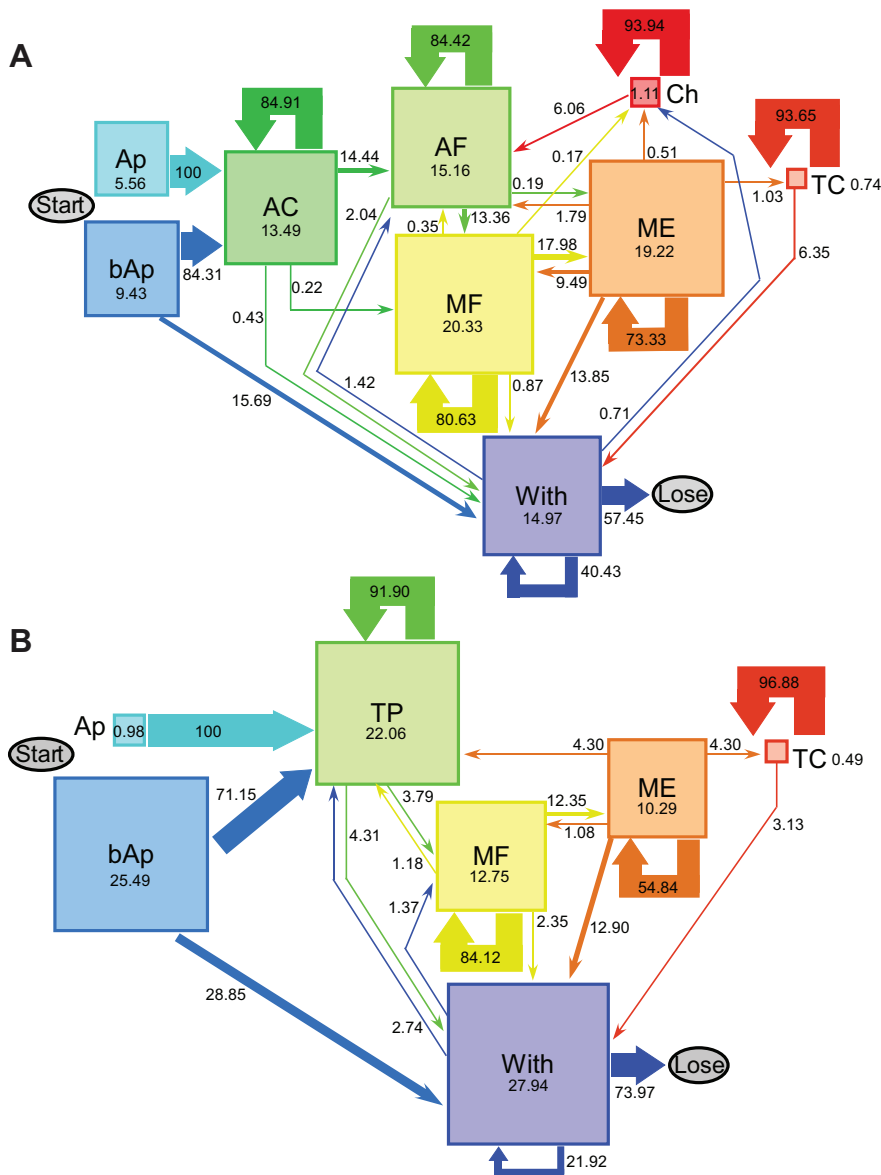 A
84.42
93.94
1.11
Ch
84.91
6.06
93.65
Ap
5.56
100
14.44
AF
15.16
0.17
0.51
TC 0.74
1.03
Start
AC
13.49
0.19
2.04
13.36
1.79
0.35
ME
19.22
bAp
9.43
84.31
17.98
6.35
0.22
MF
20.33
9.49
0.43
73.33
1.42
0.87
13.85
15.69
80.63
0.71
With
14.97
Lose
57.45
40.43
B
91.90
96.88
Ap
0.98
100
TP
22.06
Start
4.30
ME
10.29
4.30
TC 0.49
71.15
3.79
12.35
4.31
1.08
3.13
bAp
25.49
1.18
MF
12.75
54.84
1.37
2.35
12.90
84.12
28.85
2.74
With
27.94
Lose
73.97
21.92